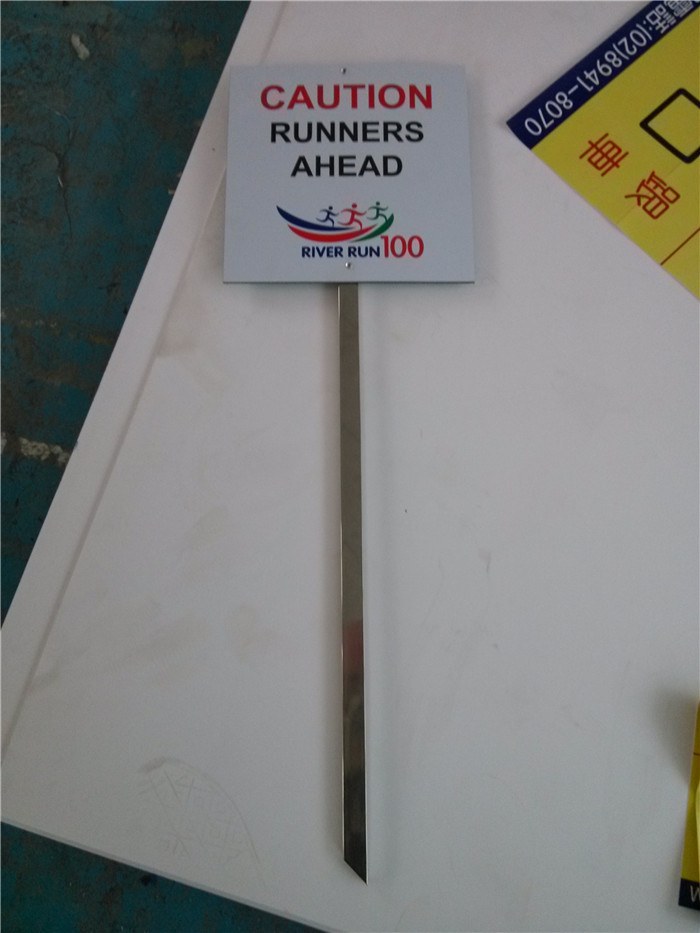 CAUTION
RUNNERS
AHEAD
RIVER RUN 100
(02)8941-8070